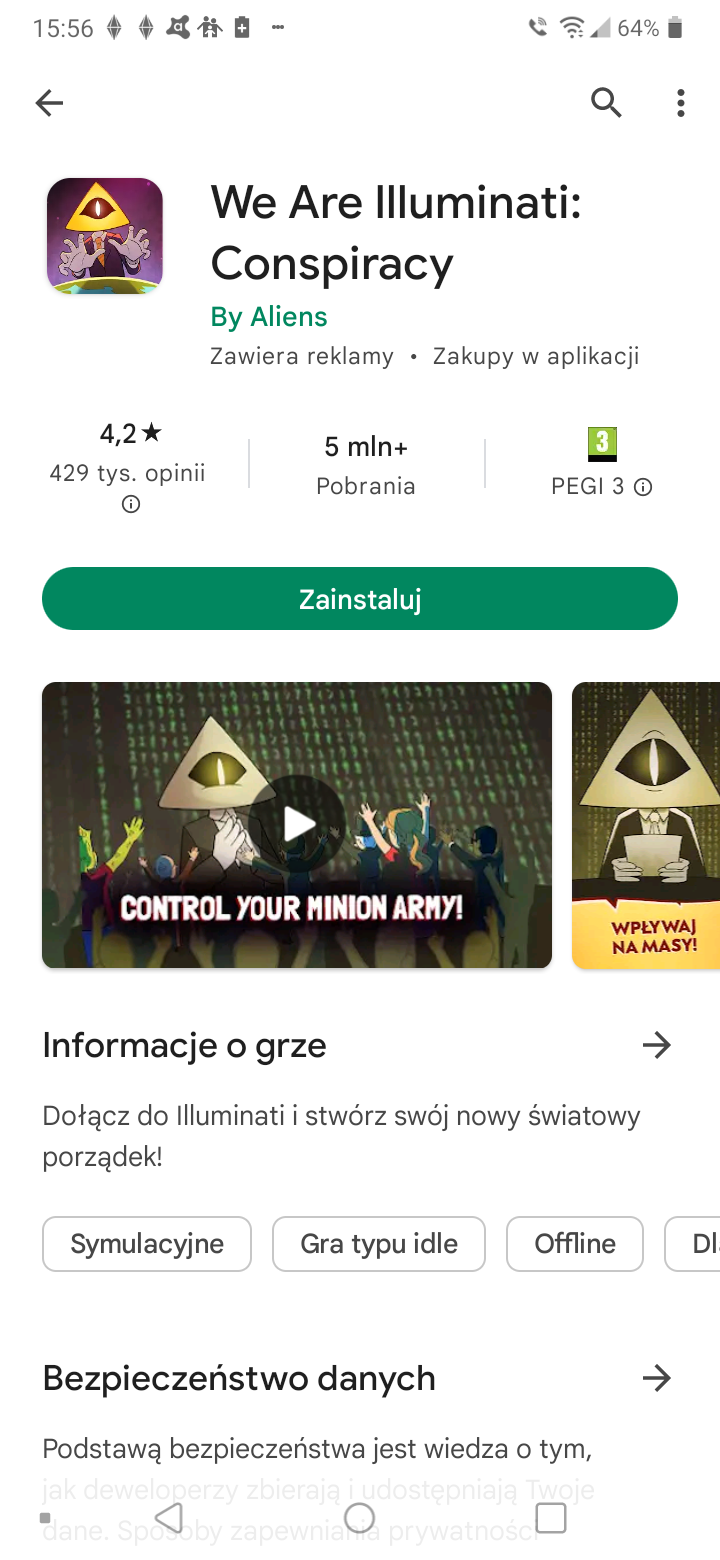 15:56
64%
We Are Illuminati:
Conspiracy
By Aliens
Zawiera reklamy • Zakupy w aplikacji
4,2★
429 tys. opinii
5 mln+
Pobrania
3
PEGI 3
Zainstaluj
CONTROL YOUR MINION ARMY!
WPŁYWAJ
NA MASY!
Informacje o grze
Dołącz do Illuminati i stwórz swój nowy światowy
porządek!
Symulacyjne
Gra typu idle
Offline
Bezpieczeństwo danych
Podstawą bezpieczeństwa jest wiedza o tym,
jak deweloperzy zbierają i udostępniają Twoje
dane. Sposoby zapewniania prywatności